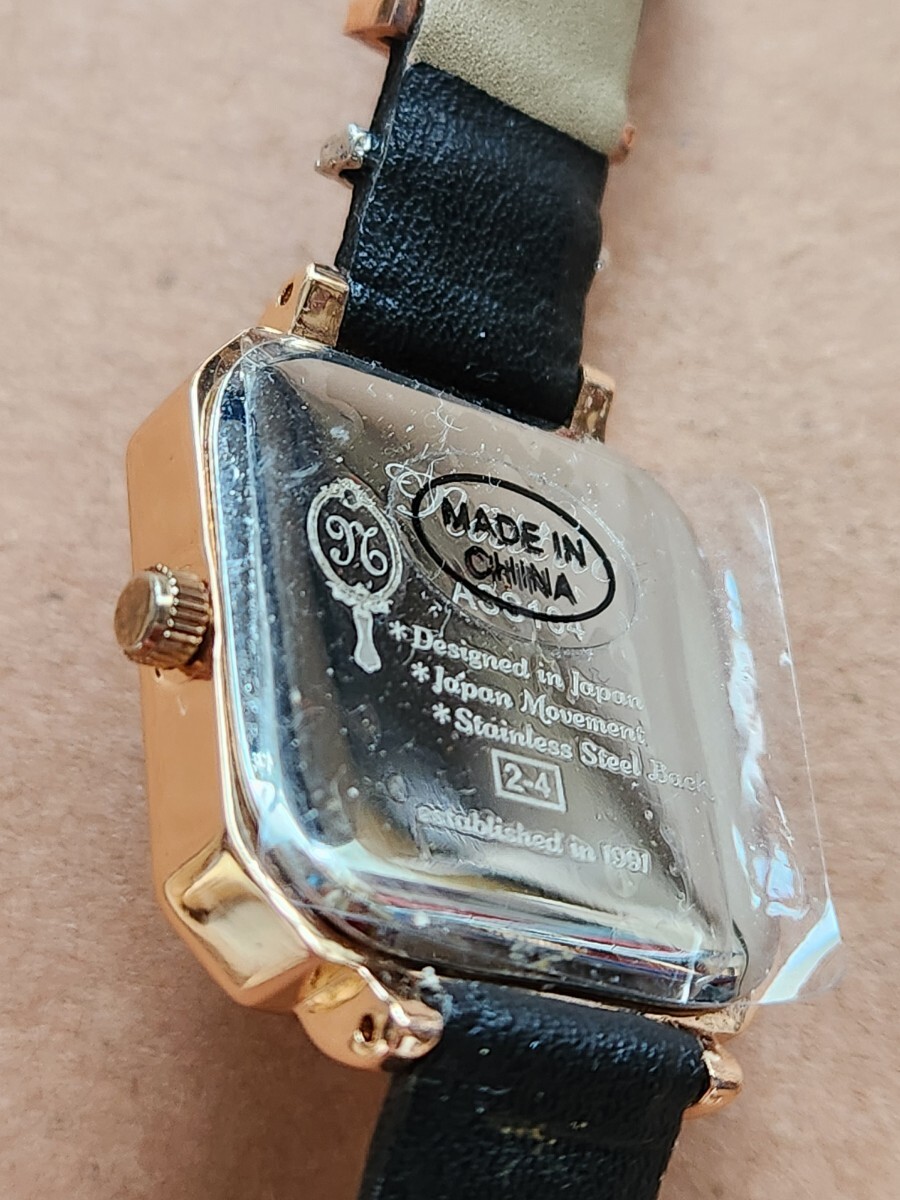 MADE IN
CHINA
*Designed in Japan
*Japan Movement
*Stainless Steel Back
2-4
established in 1991